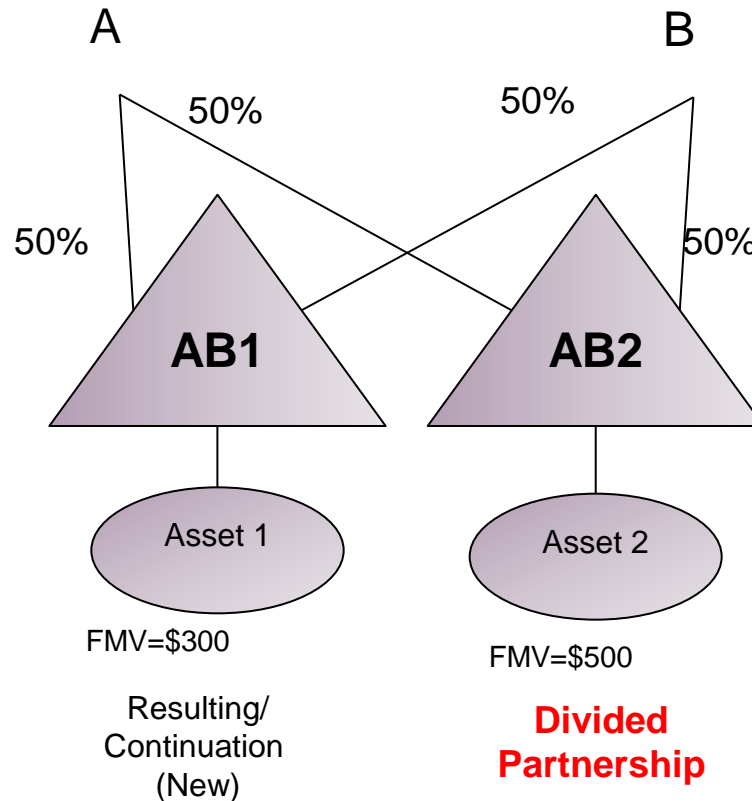 A
B
50%
50%
50%
50%
AB1
AB2
Asset 1
Asset 2
FMV=$300
FMV=$500
Resulting/
Continuation
(New)
Divided
Partnership